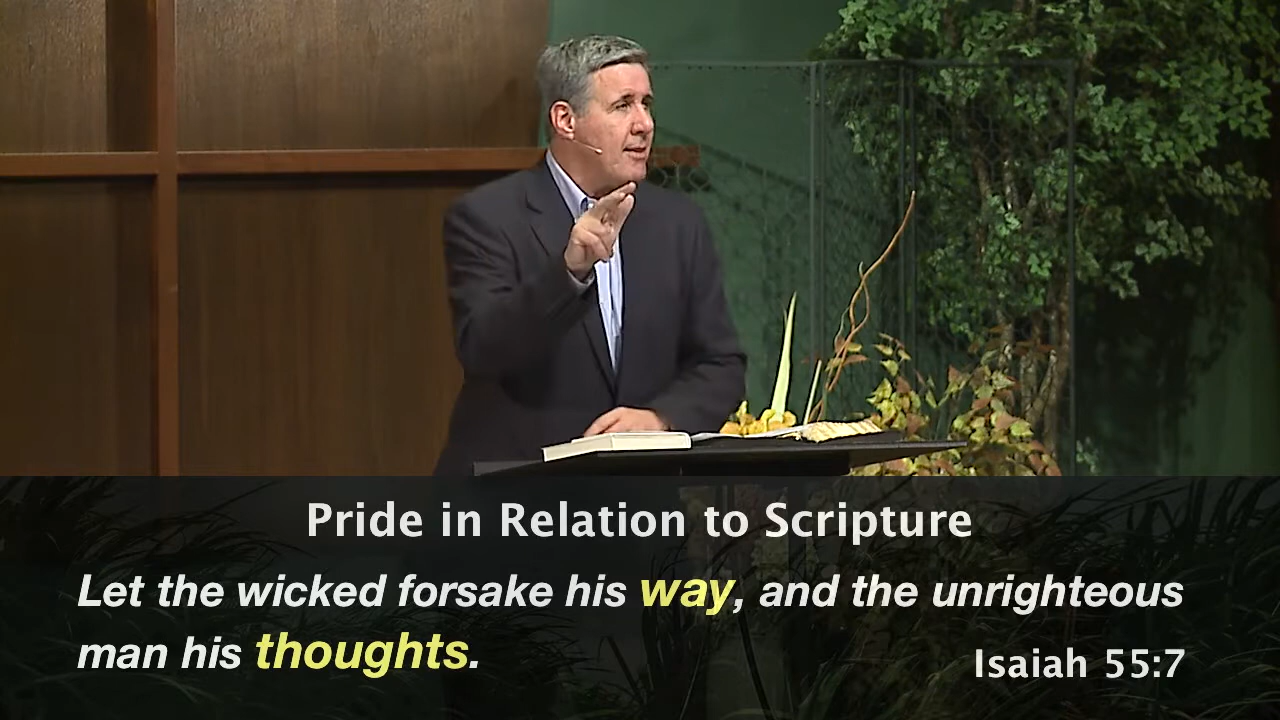 Pride in Relation to Scripture
Let the wicked forsake his way, and the unrighteous
man his thoughts.
Isaiah 55:7